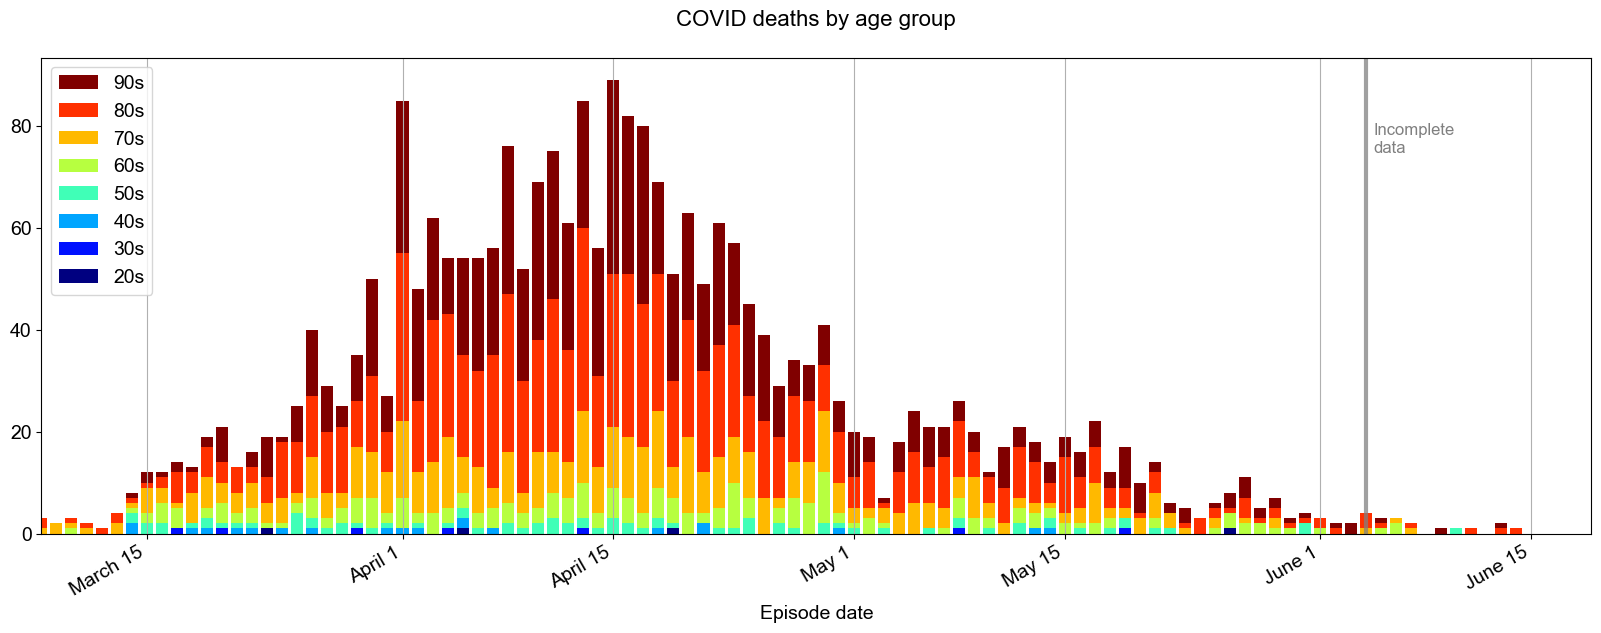 COVID deaths by age group
90s
80s
70s
60s
50s
40s
30s
20s
Incomplete
data
80
60
40
20
0
March 15
April 1
April 15
May 1
May 15
June 1
June 15
Episode date